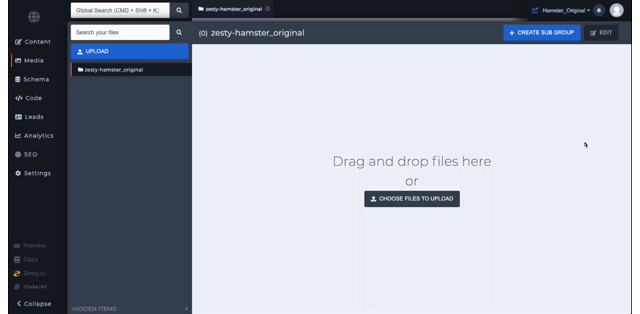 Global Search (CMD + Shift + K)
zesty-hamster_original
Hamster_Original
Search your files
(0) zesty-hamster_original
CREATE SUB GROUP
EDIT
Content
UPLOAD
Media
zesty-hamster_original
Schema
Code
Leads
Analytics
SEO
Settings
Drag and drop files here
or
CHOOSE FILES TO UPLOAD
Preview
Docs
Zesty.io
Collapse
HIDDEN ITEMS